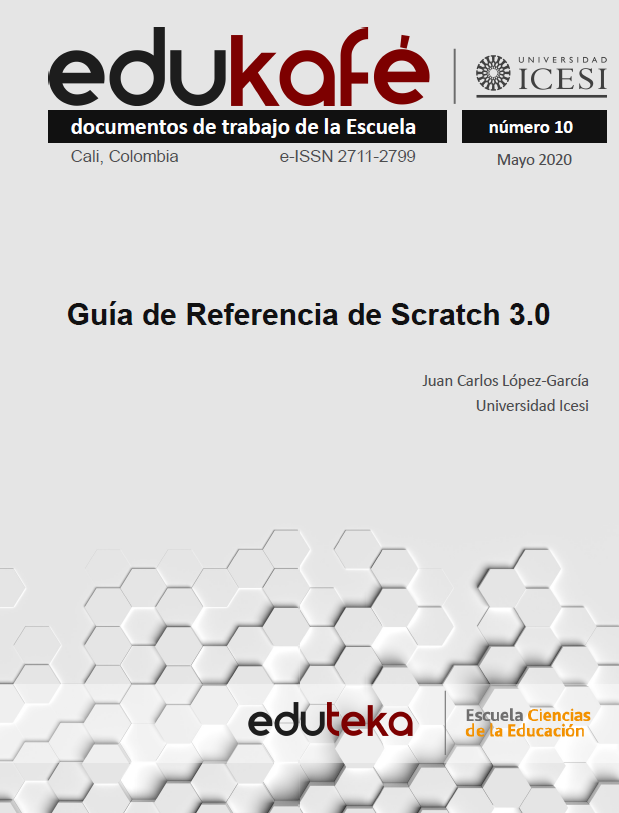 edukafé
UNIVERSIDAD
ICESI
documentos de trabajo de la Escuela
número 10
Cali, Colombia
e-ISSN 2711-2799
Mayo 2020
Guía de Referencia de Scratch 3.0
Juan Carlos López-García
Universidad Icesi
eduteka
Escuela Ciencias
de la Educación